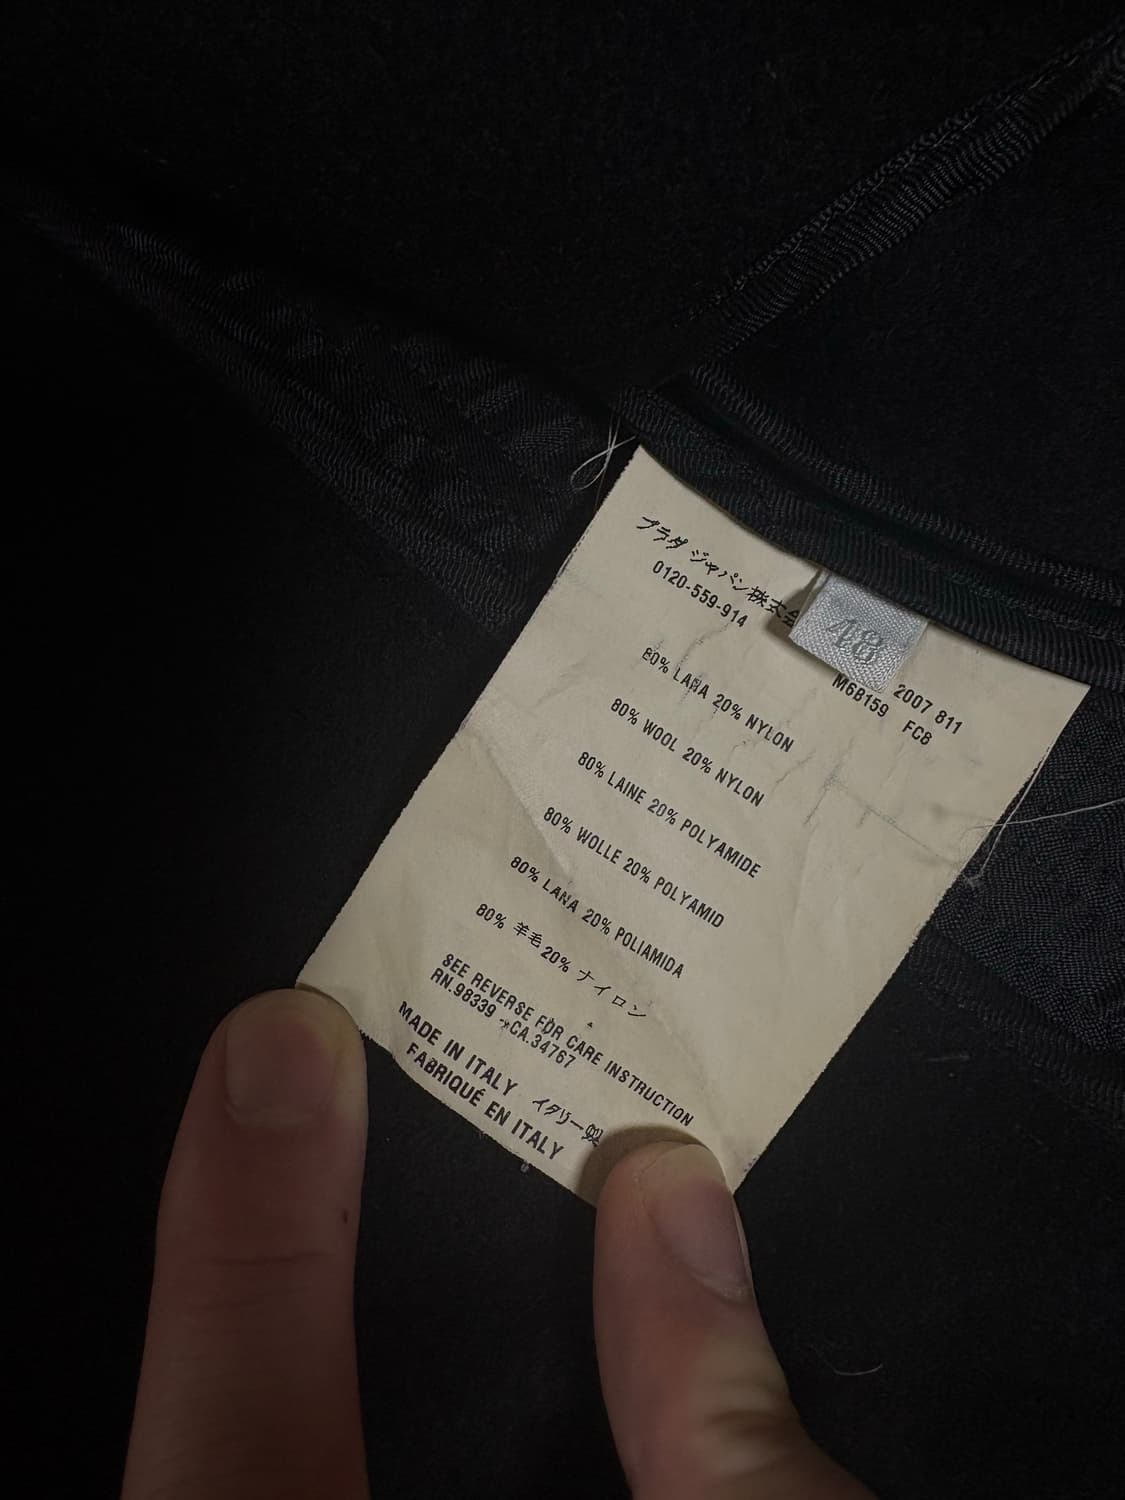 プラダ ジャパン株式会
0120-559-914
48
2007 811
M6B159 FC8
80% LANA 20% NYLON
80% WOOL 20% NYLON
80% LAINE 20% POLYAMIDE
80% WOLLE 20% POLYAMID
80% LANA 20% POLIAMIDA
80% 羊毛 20% ナイロン
SEE REVERSE FOR CARE INSTRUCTION
RN.98339 - CA.34767
MADE IN ITALY イタリー製
FABRIQUÉ EN ITALY